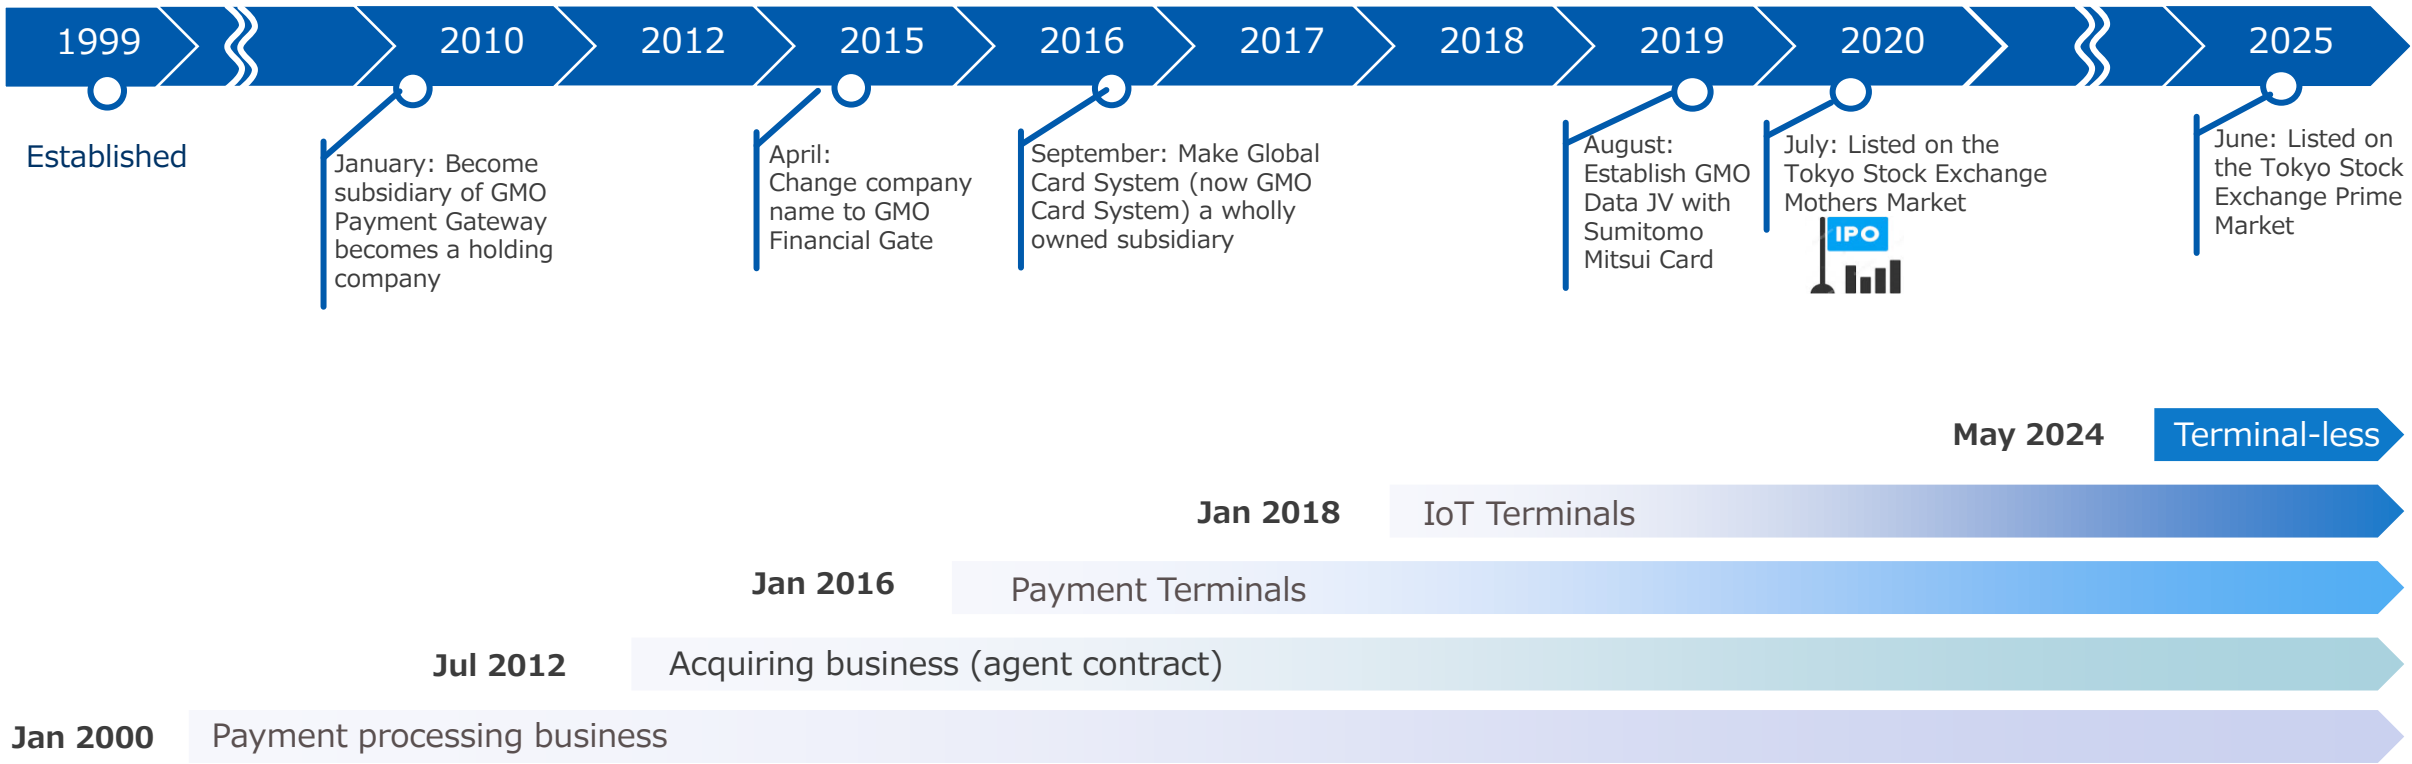 1999
2010
2012
2015
2016
2017
2018
2019
2020
2025
Established
January: Become
subsidiary of GMO
Payment Gateway
becomes a holding
company
April:
Change company
name to GMO
Financial Gate
September: Make Global
Card System (now GMO
Card System) a wholly
owned subsidiary
August:
Establish GMO
Data JV with
Sumitomo
Mitsui Card
July: Listed on the
Tokyo Stock Exchange
Mothers Market
IPO
June: Listed on
the Tokyo Stock
Exchange Prime
Market
May 2024
Terminal-less
Jan 2018
IoT Terminals
Jan 2016
Payment Terminals
Jul 2012
Acquiring business (agent contract)
Jan 2000
Payment processing business